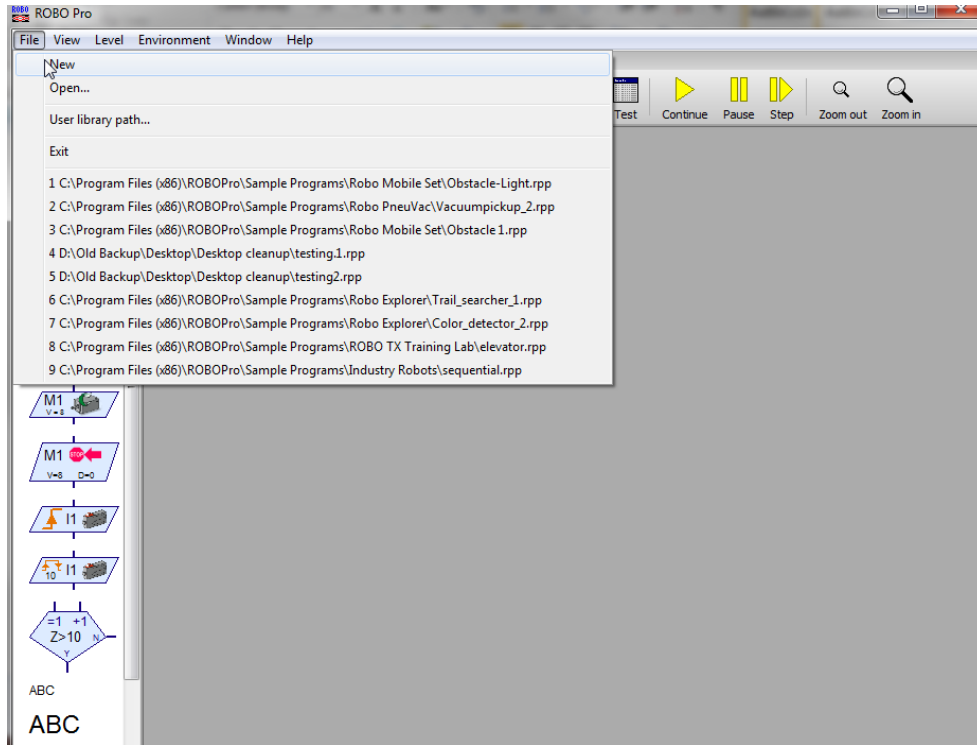 ROBO Pro
File View Level Environment Window Help
New
Open...
User library path...
Exit
1 C:\Program Files (x86)\ROBOPro\Sample Programs\Robo Mobile Set\Obstacle-Light.rpp
2 C:\Program Files (x86)\ROBOPro\Sample Programs\Robo PneuVac\Vacuumpickup_2.rpp
3 C:\Program Files (x86)\ROBOPro\Sample Programs\Robo Mobile Set\Obstacle 1.rpp
4 D:\Old Backup\Desktop\Desktop cleanup\testing.1.rpp
5 D:\Old Backup\Desktop\Desktop cleanup\testing2.rpp
6 C:\Program Files (x86)\ROBOPro\Sample Programs\Robo Explorer\Trail_searcher_1.rpp
7 C:\Program Files (x86)\ROBOPro\Sample Programs\Robo Explorer\Color_detector_2.rpp
8 C:\Program Files (x86)\ROBOPro\Sample Programs\ROBO TX Training Lab\elevator.rpp
9 C:\Program Files (x86)\ROBOPro\Sample Programs\Industry Robots\sequential.rpp
Test Continue Pause Step Zoom out Zoom in
M1
V=8
M1 STOP
V=8 D=0
I1
10 I1
=1 +1
Z>10 N
Y
ABC
ABC